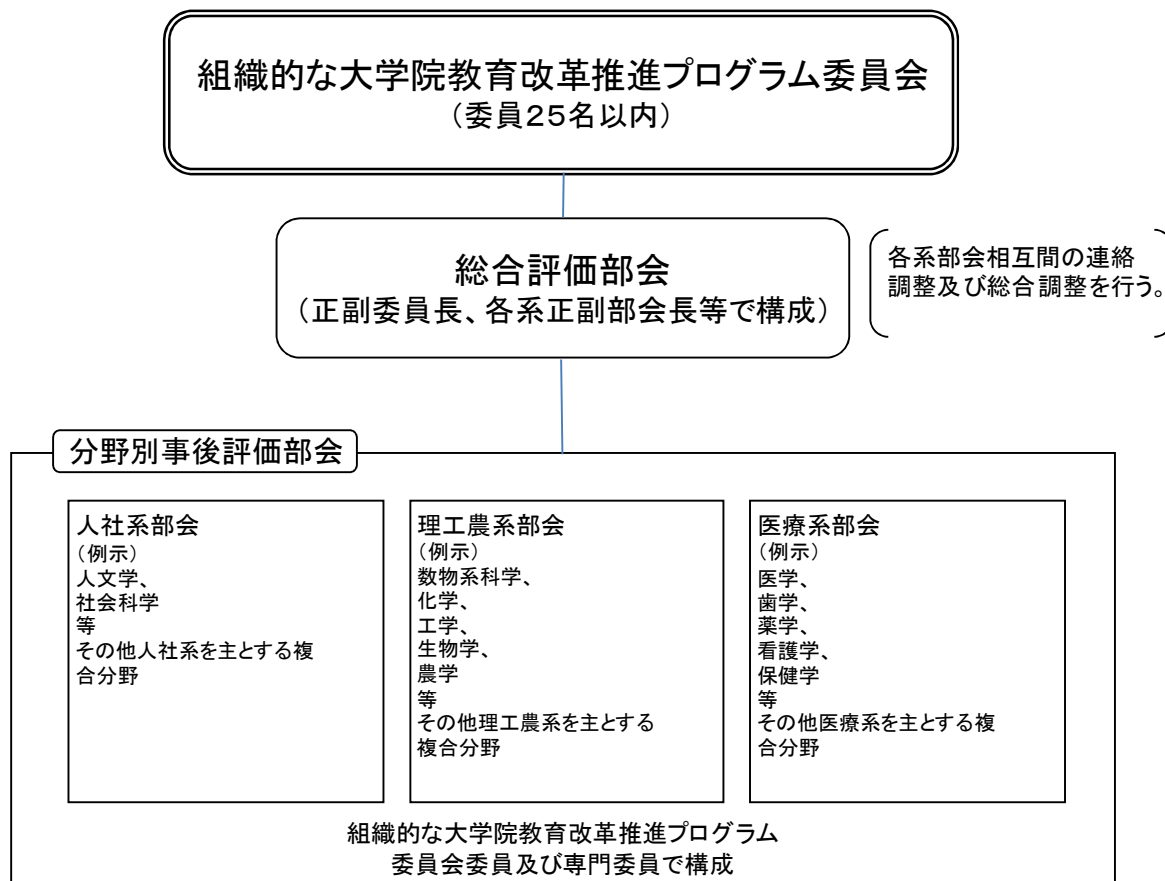 組織的な大学院教育改革推進プログラム委員会
（委員２５名以内）
総合評価部会
（正副委員長、各系正副部会長等で構成）
各系部会相互間の連絡
調整及び総合調整を行う。
分野別事後評価部会
人社系部会
（例示）
人文学、
社会科学
等
その他人社系を主とする複
合分野
理工農系部会
（例示）
数物系科学、
化学、
工学、
生物学、
農学
等
その他理工農系を主とする
複合分野
医療系部会
（例示）
医学、
歯学、
薬学、
看護学、
保健学
等
その他医療系を主とする複
合分野
組織的な大学院教育改革推進プログラム
委員会委員及び専門委員で構成